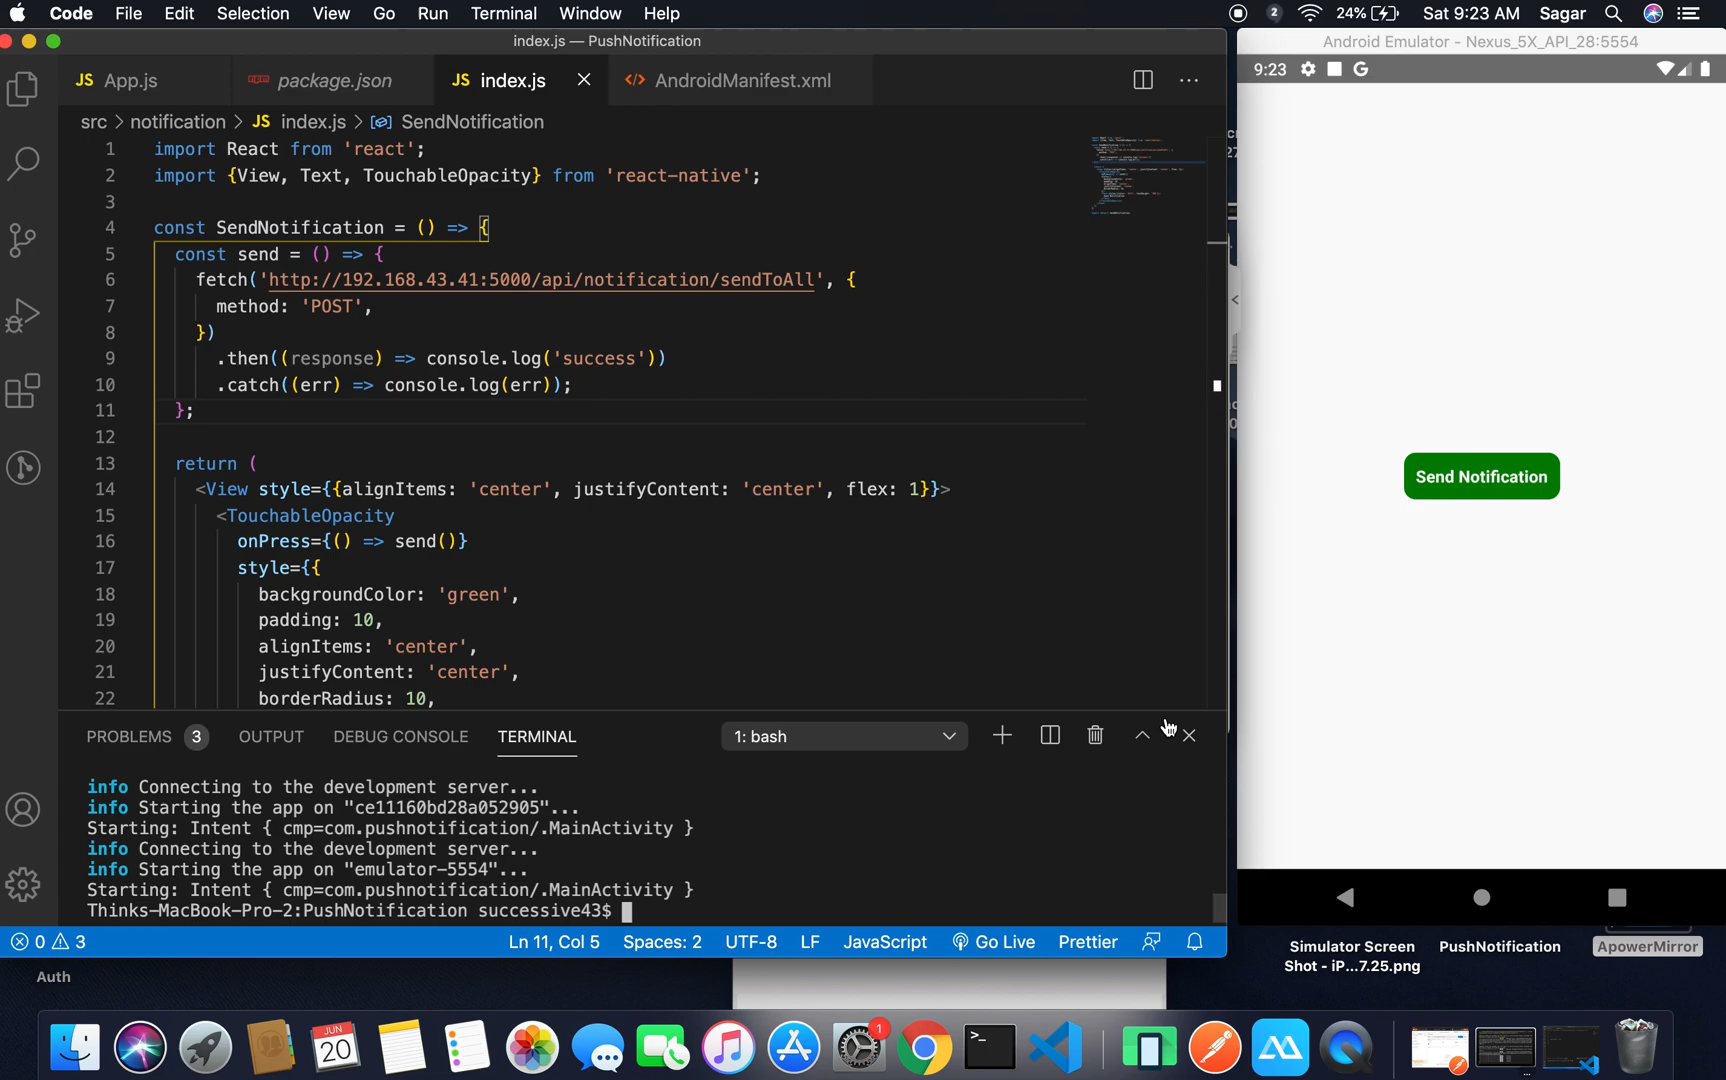 Code File Edit Selection View Go Run Terminal Window Help 2 24% Sat 9:23 AM Sagar
index.js — PushNotification
Android Emulator - Nexus_5X_API_28:5554
JS App.js package.json JS index.js AndroidManifest.xml
9:23 G
src > notification > JS index.js > SendNotification
1 import React from 'react';
2 import {View, Text, TouchableOpacity} from 'react-native';
3
4 const SendNotification = () => {
5 const send = () => {
6 fetch('http://192.168.43.41:5000/api/notification/sendToAll', {
7 method: 'POST',
8 })
9 .then((response) => console.log('success'))
10 .catch((err) => console.log(err));
11 };
12
13 return (
14 <View style={{alignItems: 'center', justifyContent: 'center', flex: 1}}>
15 <TouchableOpacity
16 onPress={() => send()}
17 style={{
18 backgroundColor: 'green',
19 padding: 10,
20 alignItems: 'center',
21 justifyContent: 'center',
22 borderRadius: 10,
Send Notification
PROBLEMS 3 OUTPUT DEBUG CONSOLE TERMINAL 1: bash
info Connecting to the development server...
info Starting the app on "ce11160bd28a052905"...
Starting: Intent { cmp=com.pushnotification/.MainActivity }
info Connecting to the development server...
info Starting the app on "emulator-5554"...
Starting: Intent { cmp=com.pushnotification/.MainActivity }
Thinks-MacBook-Pro-2:PushNotification successive43$
0 3 Ln 11, Col 5 Spaces: 2 UTF-8 LF JavaScript Go Live Prettier
Simulator Screen
Shot - iP...7.25.png
PushNotification
ApowerMirror
Auth
JUN
20
1